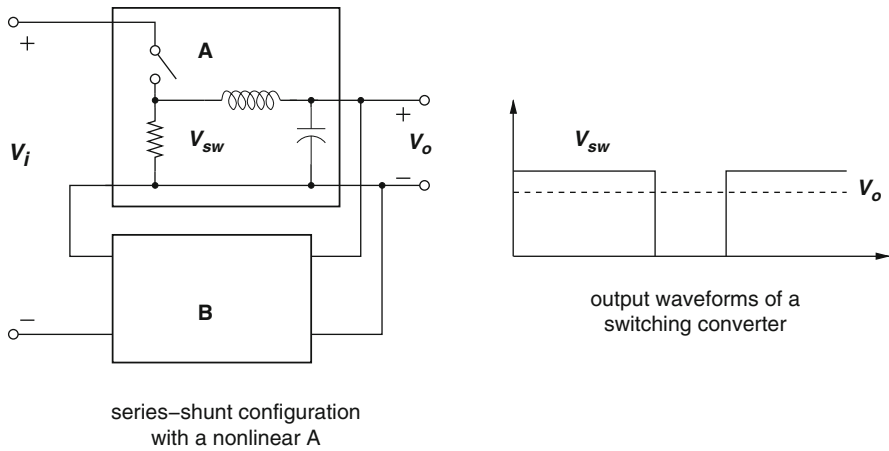 +
A
V_i
V_sw
+
V_o
−
−
B
series−shunt configuration
with a nonlinear A
V_sw
V_o
output waveforms of a
switching converter